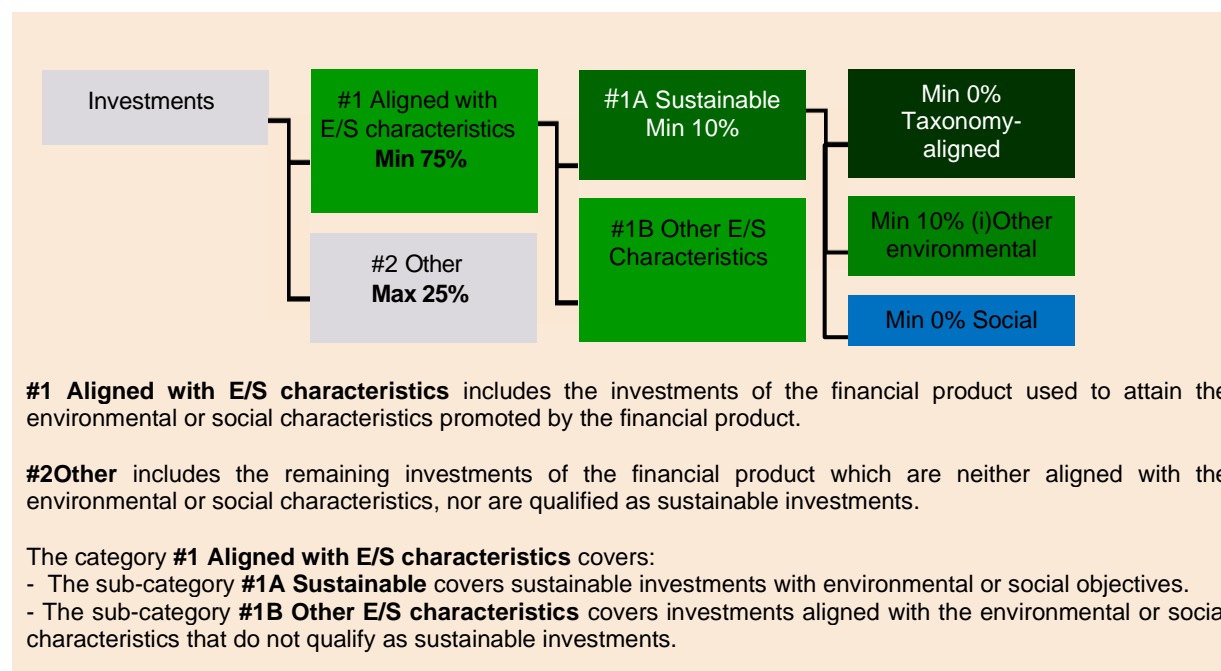 Investments
#1 Aligned with
E/S characteristics
Min 75%
#2 Other
Max 25%
#1A Sustainable
Min 10%
#1B Other E/S
Characteristics
Min 0%
Taxonomy-
aligned
Min 10% (i)Other
environmental
Min 0% Social
#1 Aligned with E/S characteristics includes the investments of the financial product used to attain the
environmental or social characteristics promoted by the financial product.
#2Other includes the remaining investments of the financial product which are neither aligned with the
environmental or social characteristics, nor are qualified as sustainable investments.
The category #1 Aligned with E/S characteristics covers:
- The sub-category #1A Sustainable covers sustainable investments with environmental or social objectives.
- The sub-category #1B Other E/S characteristics covers investments aligned with the environmental or social
characteristics that do not qualify as sustainable investments.